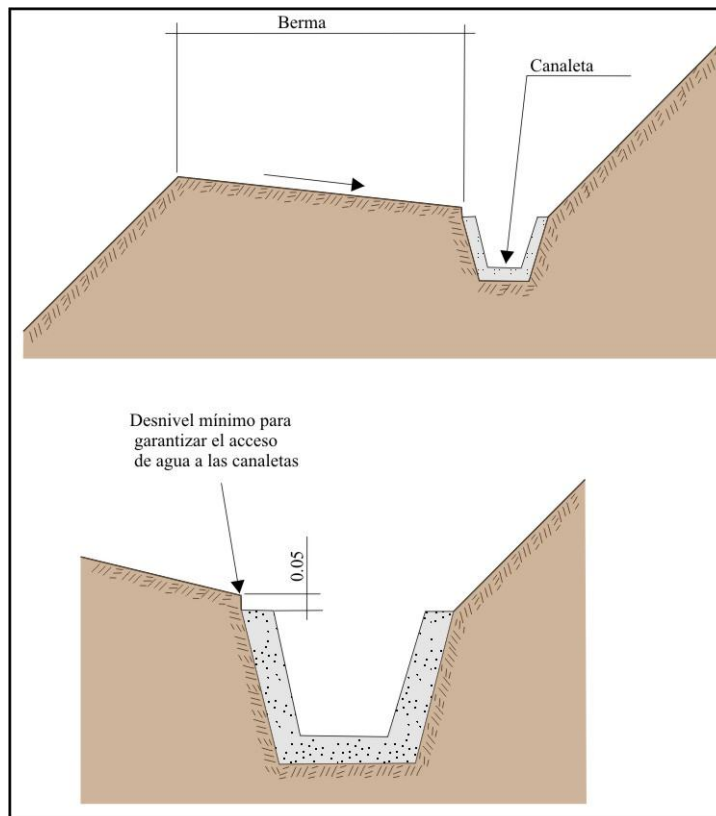 Berma
Canaleta
Desnivel mínimo para
garantizar el acceso
de agua a las canaletas
0.05